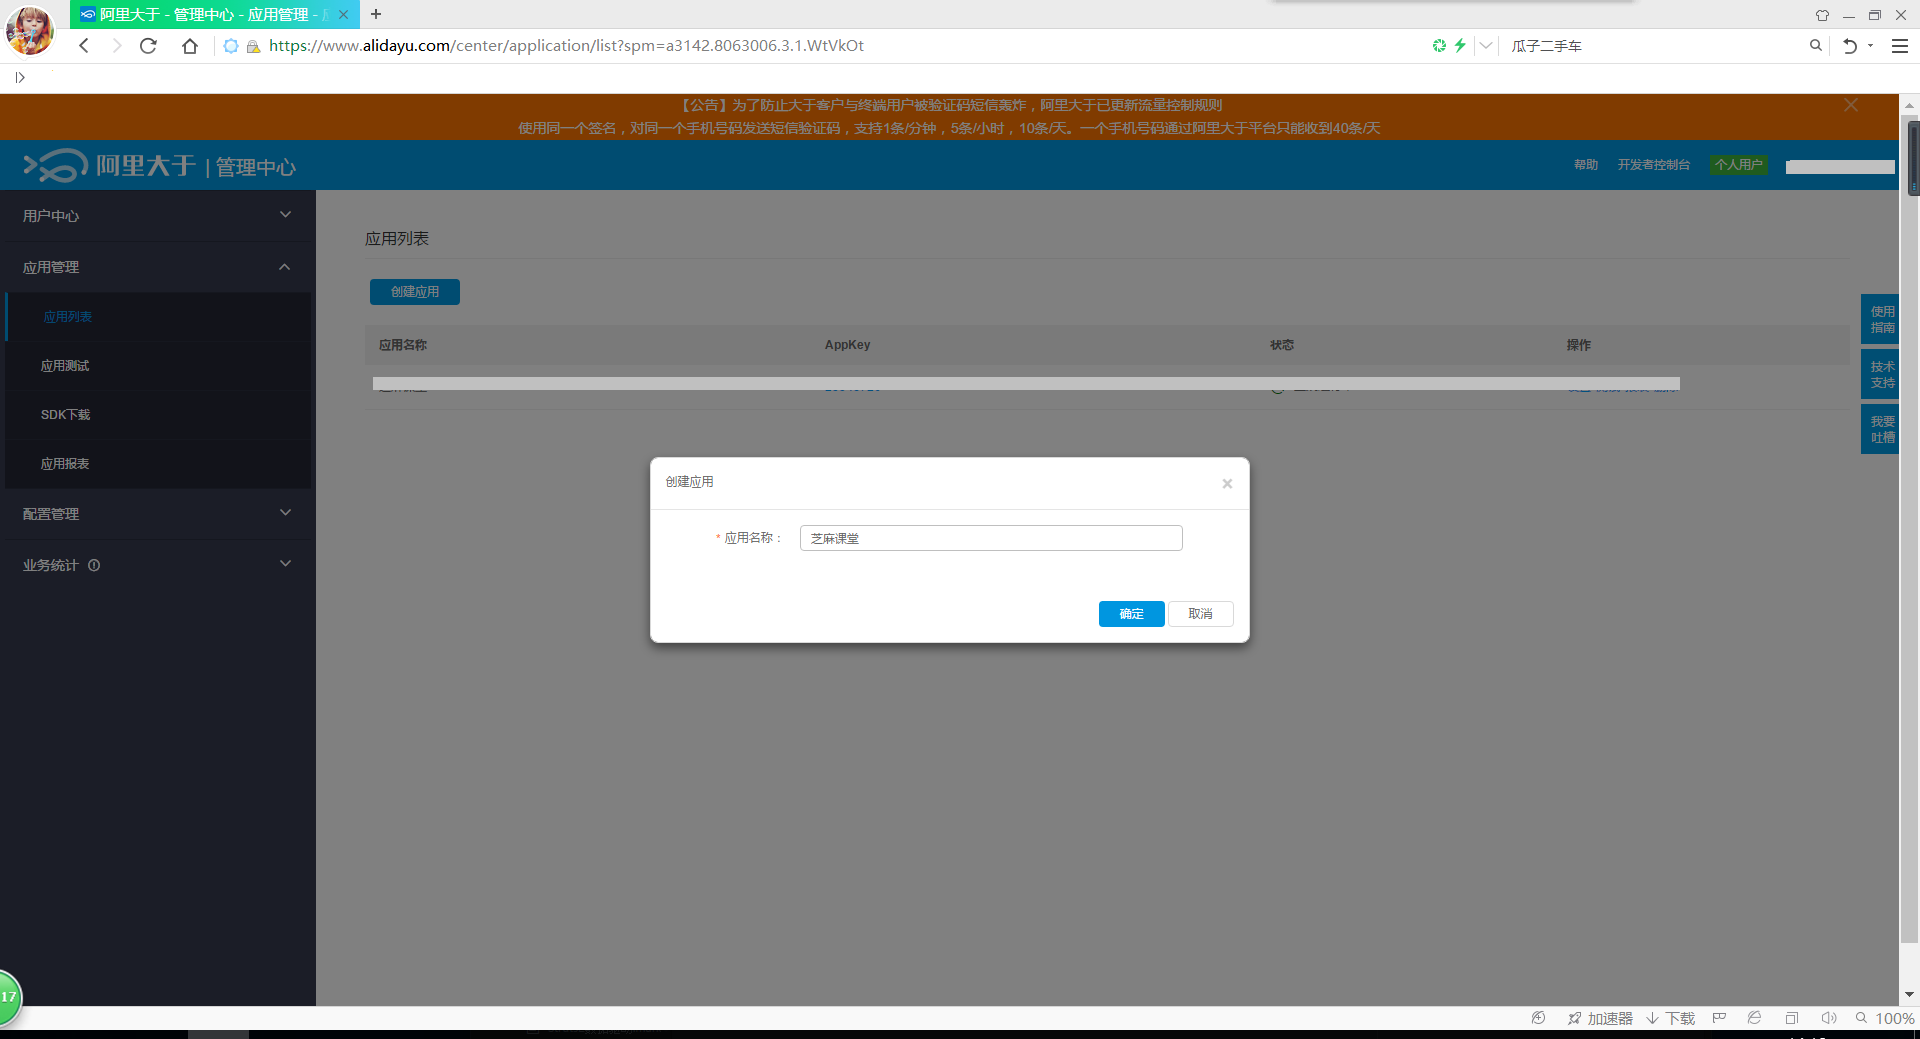 阿里大于 - 管理中心 - 应用管理 -
https://www.alidayu.com/center/application/list?spm=a3142.8063006.3.1.WtVkOt
瓜子二手车
【公告】为了防止大于客户与终端用户被验证码短信轰炸，阿里大于已更新流量控制规则
使用同一个签名，对同一个手机号码发送短信验证码，支持1条/分钟，5条/小时，10条/天。一个手机号码通过阿里大于平台只能收到40条/天
阿里大于 | 管理中心
帮助 开发者控制台 个人用户
用户中心
应用管理
应用列表
应用测试
SDK下载
应用报表
配置管理
业务统计
应用列表
创建应用
应用名称 AppKey 状态 操作
使用
指南
技术
支持
我要
吐槽
创建应用
* 应用名称：
芝麻课堂
确定 取消
17
加速器 下载 100%